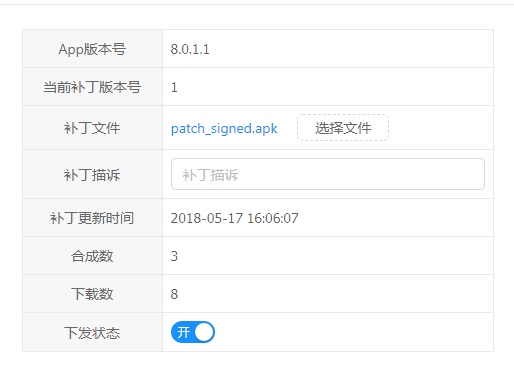 App版本号 8.0.1.1
当前补丁版本号 1
补丁文件 patch_signed.apk 选择文件
补丁描诉 补丁描诉
补丁更新时间 2018-05-17 16:06:07
合成数 3
下载数 8
下发状态 开